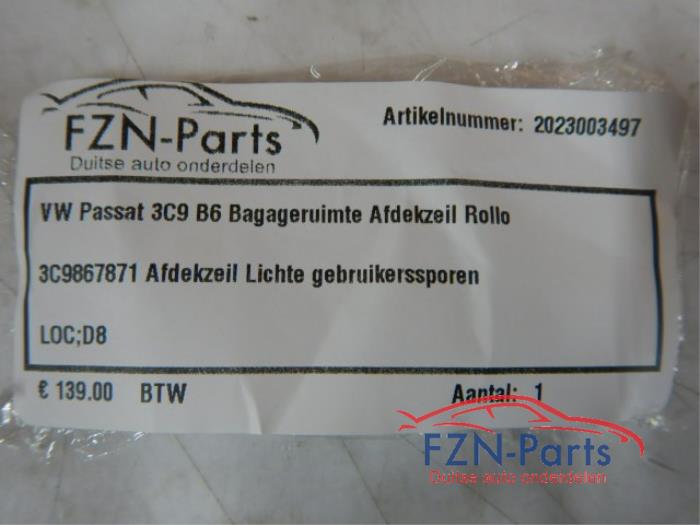 FZN-Parts
Duitse auto onderdelen
Artikelnummer: 2023003497
VW Passat 3C9 B6 Bagageruimte Afdekzeil Rollo
3C9867871 Afdekzeil Lichte gebruikerssporen
LOC;D8
€ 139.00 BTW Aantal: 1
FZN-Parts
Duitse auto onderdelen